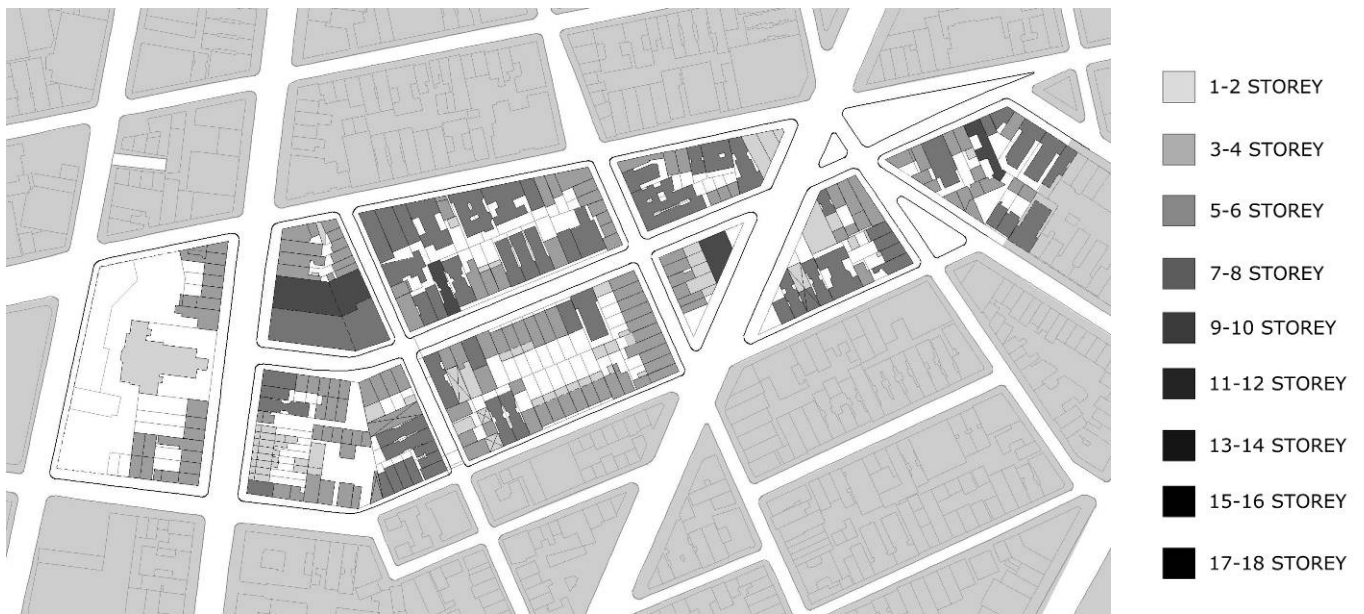 1-2 STOREY
3-4 STOREY
5-6 STOREY
7-8 STOREY
9-10 STOREY
11-12 STOREY
13-14 STOREY
15-16 STOREY
17-18 STOREY